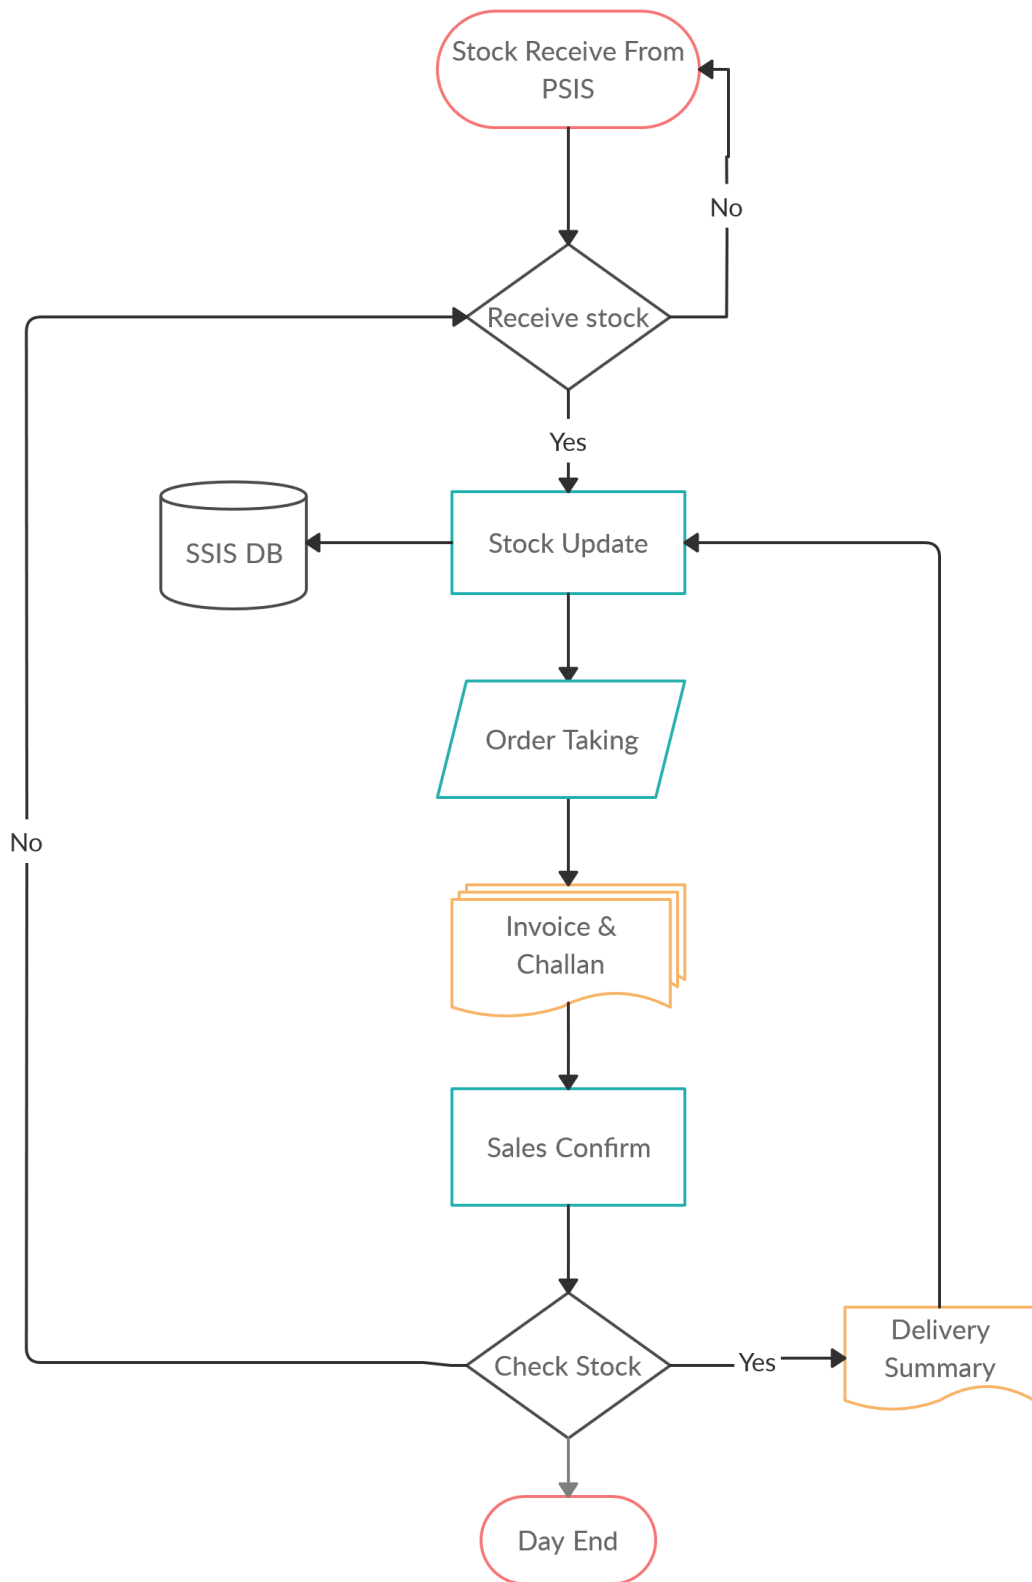 Stock Receive From
PSIS
No
Receive stock
Yes
SSIS DB
Stock Update
Order Taking
No
Invoice &
Challan
Sales Confirm
Delivery
Summary
Check Stock
Yes
Day End